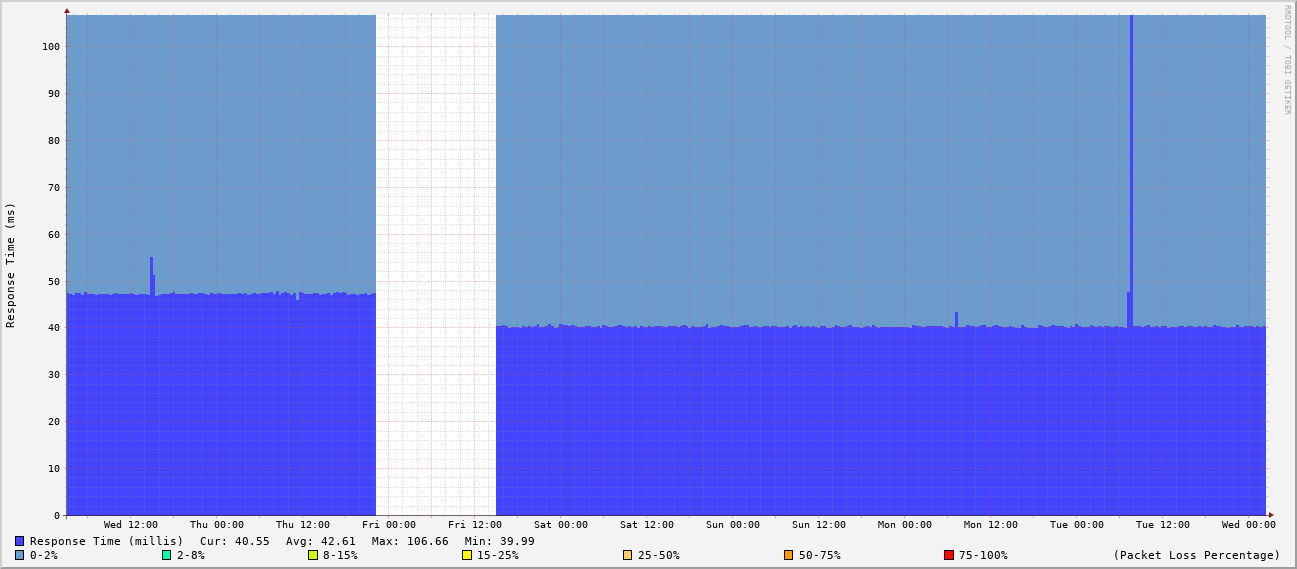 RRDTOOL / TOBI OETIKER
Response Time (ms)
100
90
80
70
60
50
40
30
20
10
0
Wed 12:00 Thu 00:00 Thu 12:00 Fri 00:00 Fri 12:00 Sat 00:00 Sat 12:00 Sun 00:00 Sun 12:00 Mon 00:00 Mon 12:00 Tue 00:00 Tue 12:00 Wed 00:00
Response Time (millis) Cur: 40.55 Avg: 42.61 Max: 106.66 Min: 39.99
0-2% 2-8% 8-15% 15-25% 25-50% 50-75% 75-100% (Packet Loss Percentage)